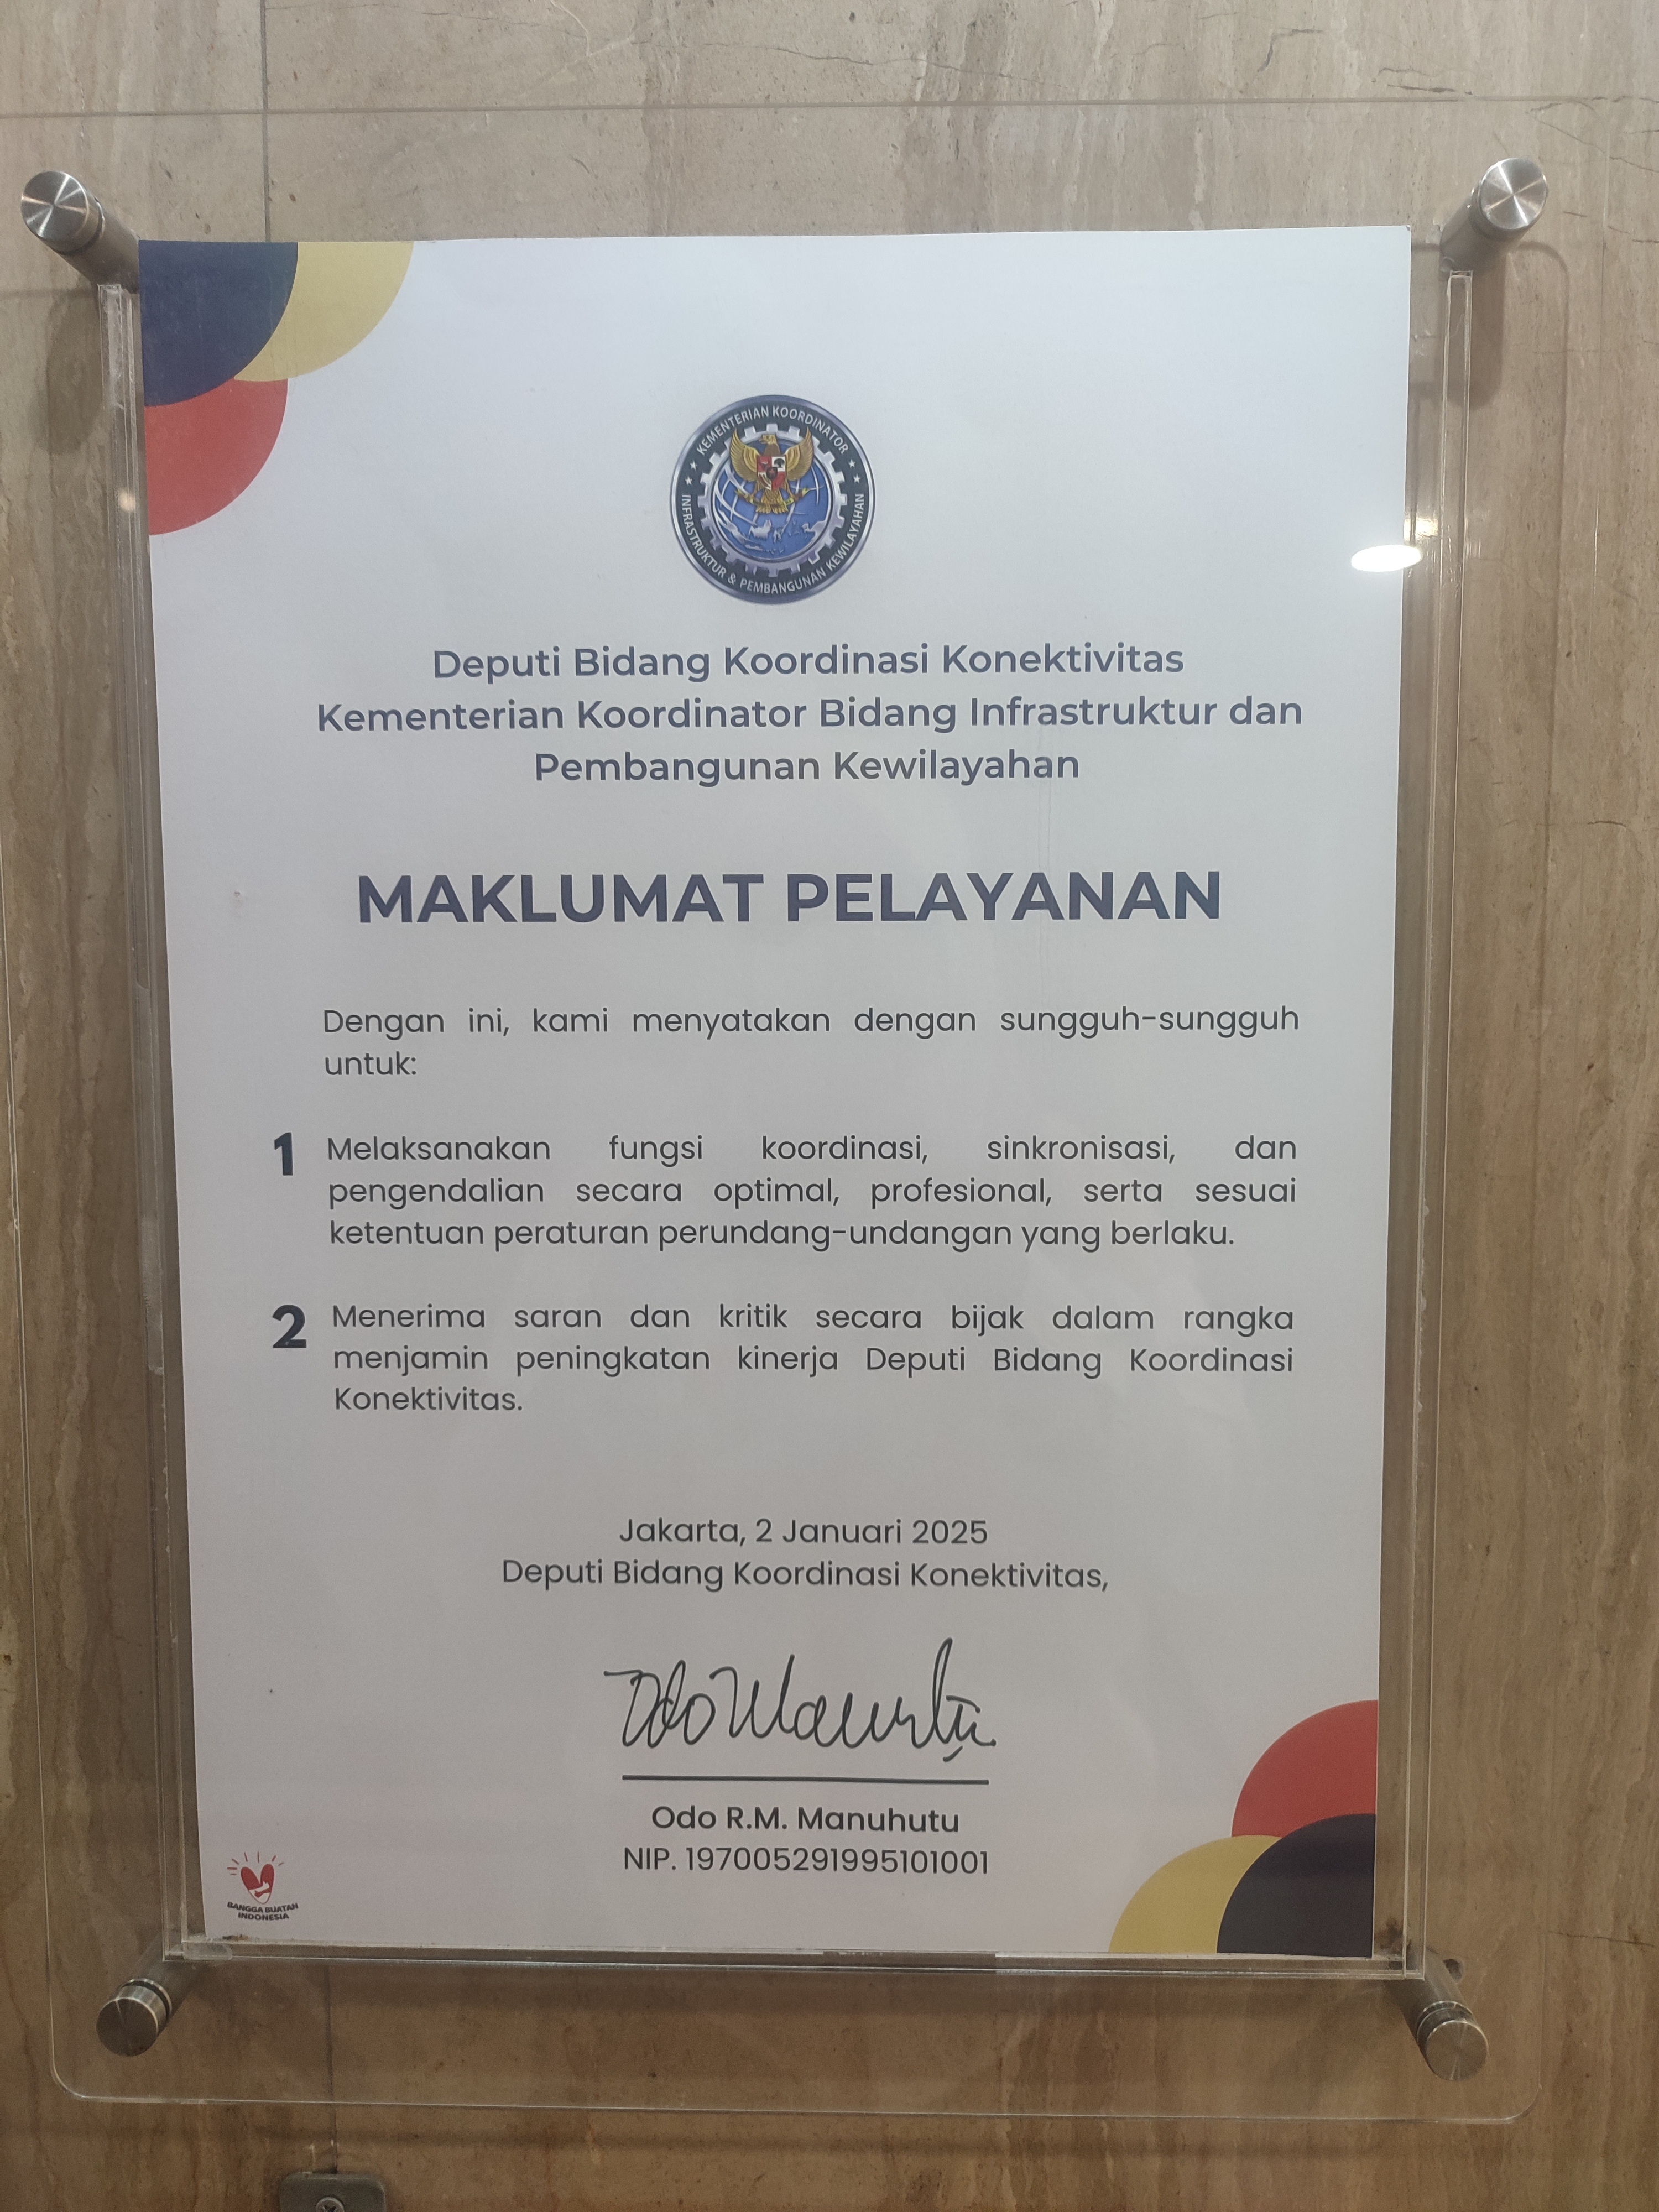 KEMENTERIAN KOORDINATOR
INFRASTRUKTUR & PEMBANGUNAN KEWILAYAHAN
Deputi Bidang Koordinasi Konektivitas
Kementerian Koordinator Bidang Infrastruktur dan
Pembangunan Kewilayahan
MAKLUMAT PELAYANAN
Dengan ini, kami menyatakan dengan sungguh-sungguh
untuk:
1 Melaksanakan fungsi koordinasi, sinkronisasi, dan
pengendalian secara optimal, profesional, serta sesuai
ketentuan peraturan perundang-undangan yang berlaku.
2 Menerima saran dan kritik secara bijak dalam rangka
menjamin peningkatan kinerja Deputi Bidang Koordinasi
Konektivitas.
Jakarta, 2 Januari 2025
Deputi Bidang Koordinasi Konektivitas,
Odo R.M. Manuhutu
NIP. 197005291995101001
BANGGA BUATAN
INDONESIA